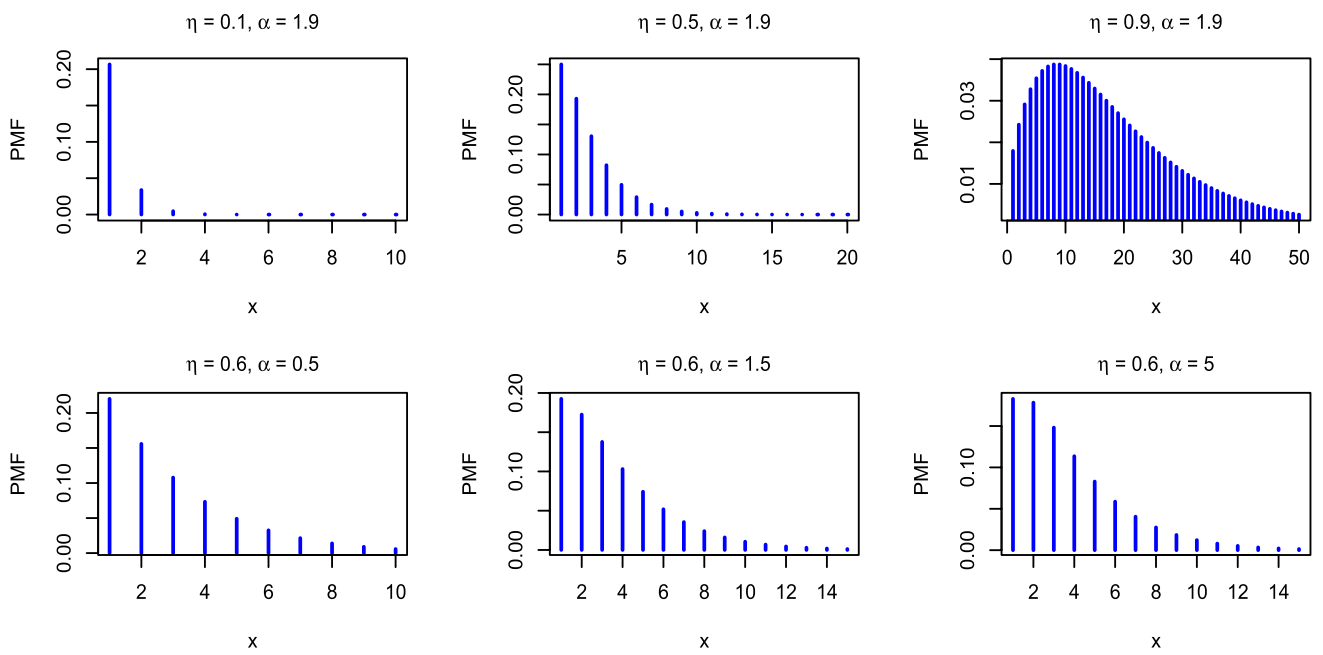 η = 0.1, α = 1.9
PMF
0.00 0.10 0.20
2 4 6 8 10
x
η = 0.5, α = 1.9
PMF
0.00 0.10 0.20
5 10 15 20
x
η = 0.9, α = 1.9
PMF
0.01 0.03
0 10 20 30 40 50
x
η = 0.6, α = 0.5
PMF
0.00 0.10 0.20
2 4 6 8 10
x
η = 0.6, α = 1.5
PMF
0.00 0.10 0.20
2 4 6 8 10 12 14
x
η = 0.6, α = 5
PMF
0.00 0.10
2 4 6 8 10 12 14
x